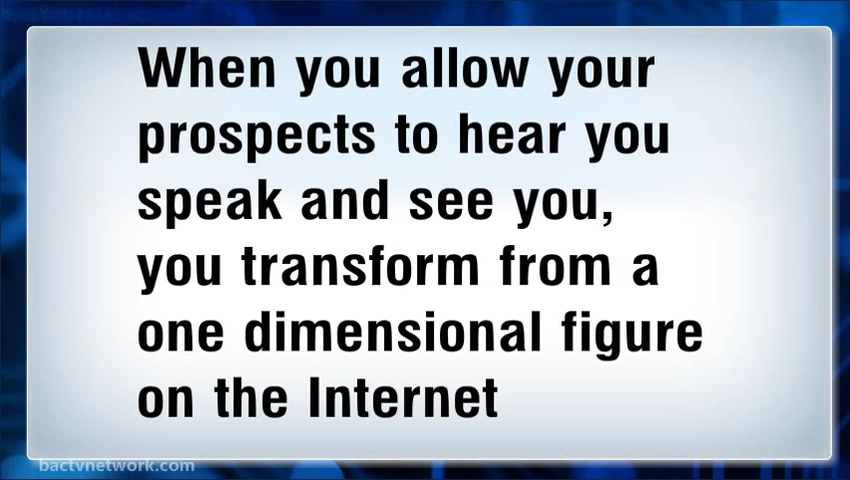 When you allow your
prospects to hear you
speak and see you,
you transform from a
one dimensional figure
on the Internet
bactvnetwork.com